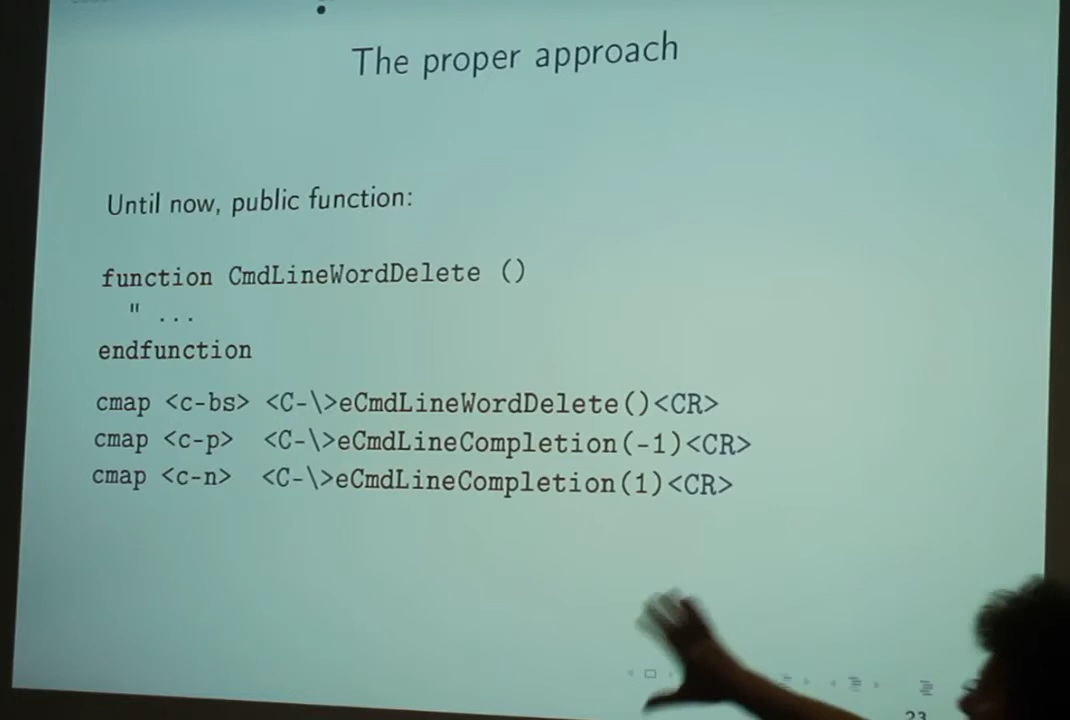 The proper approach
Until now, public function:
function CmdLineWordDelete ()
" ...
endfunction
cmap <c-bs> <C-\>eCmdLineWordDelete()<CR>
cmap <c-p> <C-\>eCmdLineCompletion(-1)<CR>
cmap <c-n> <C-\>eCmdLineCompletion(1)<CR>
23